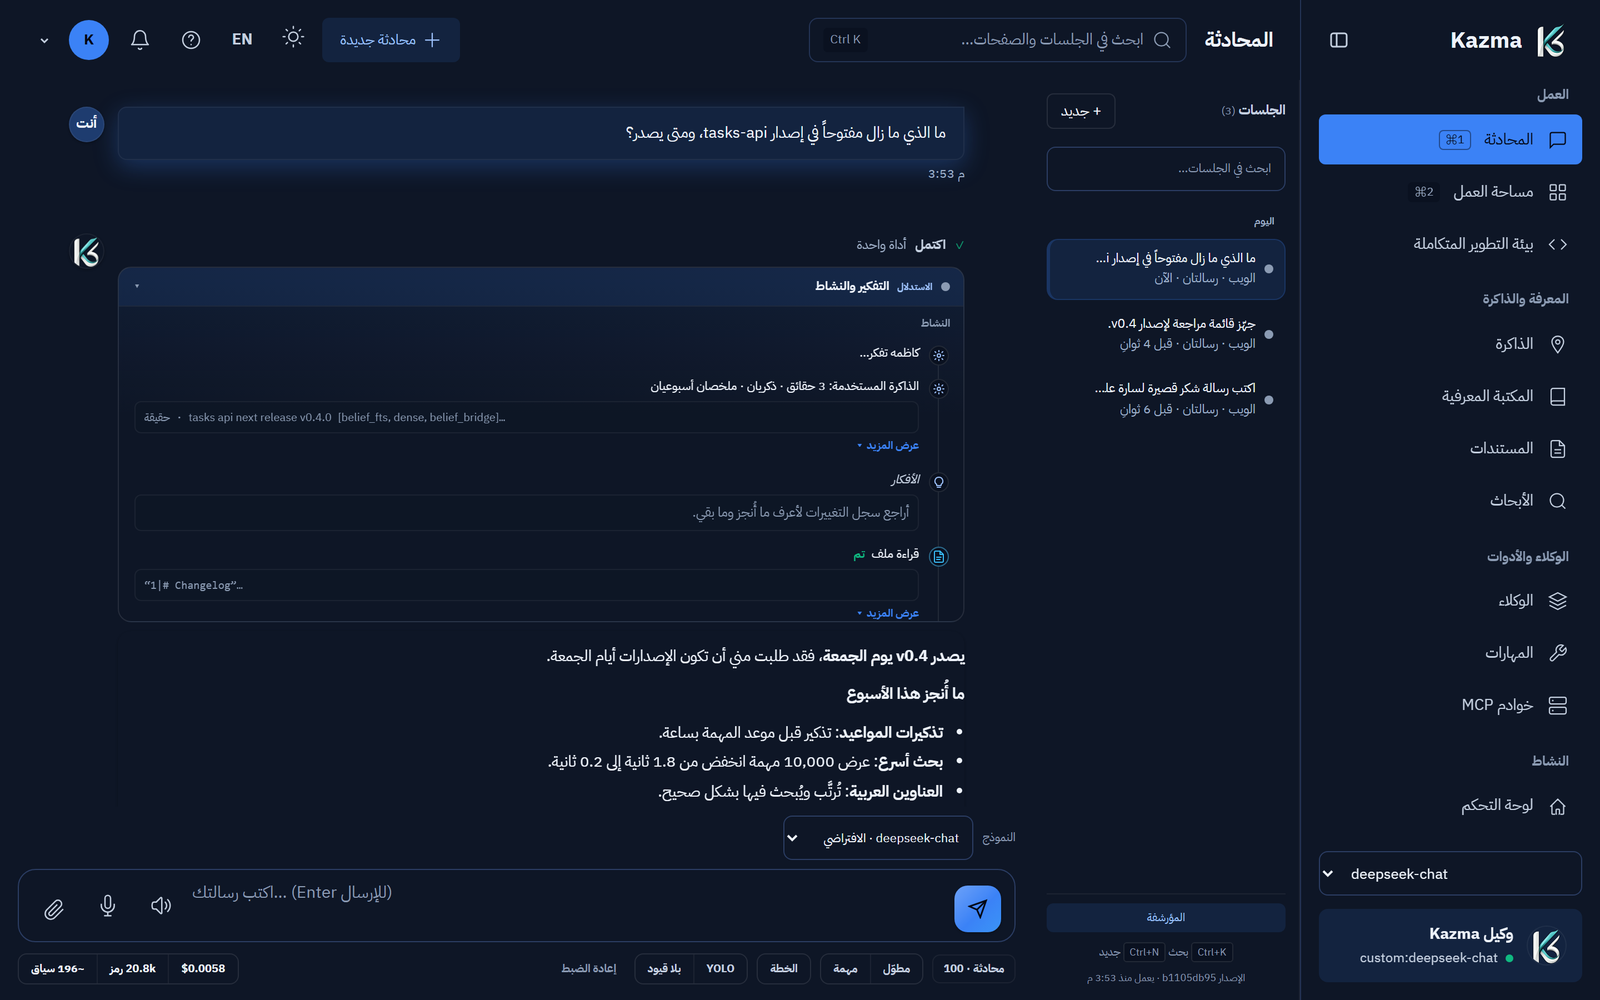 Kazma
العمل
المحادثة ⌘1
مساحة العمل ⌘2
بيئة التطوير المتكاملة
المعرفة والذاكرة
الذاكرة
المكتبة المعرفية
المستندات
الأبحاث
الوكلاء والأدوات
الوكلاء
المهارات
خوادم MCP
النشاط
لوحة التحكم
deepseek-chat
وكيل Kazma
custom:deepseek-chat
المحادثة
ابحث في الجلسات والصفحات... Ctrl K
محادثة جديدة
EN
K
الجلسات (3)
+ جديد
ابحث في الجلسات...
اليوم
ما الذي ما زال مفتوحاً في إصدار t...
الويب · رسالتان · الآن
جهّز قائمة مراجعة لإصدار v0.4.
الويب · رسالتان · قبل 4 ثوانٍ
اكتب رسالة شكر قصيرة لسارة علـ...
الويب · رسالتان · قبل 6 ثوانٍ
المؤرشفة
Ctrl+K بحث Ctrl+N جديد
الإصدار b1105db95 · يعمل منذ 3:53 م
أنت
ما الذي ما زال مفتوحاً في إصدار tasks-api، ومتى يصدر؟
3:53 م
✓ اكتمل أداة واحدة
الاستدلال التفكير والنشاط
النشاط
كاظمه تفكر...
الذاكرة المستخدمة: 3 حقائق · ذكريان · ملخصان أسبوعيان
حقيقة · tasks api next release v0.4.0 [belief_fts, dense, belief_bridge]…
عرض المزيد
الأفكار
أراجع سجل التغييرات لأعرف ما أُنجز وما بقي.
قراءة ملف تم
“1|# Changelog”…
عرض المزيد
يصدر v0.4 يوم الجمعة، فقد طلبت مني أن تكون الإصدارات أيام الجمعة.
ما أُنجز هذا الأسبوع
• تذكيرات المواعيد: تذكير قبل موعد المهمة بساعة.
• بحث أسرع: عرض 10,000 مهمة انخفض من 1.8 ثانية إلى 0.2 ثانية.
• العناوين العربية: تُرتَّب ويُبحث فيها بشكل صحيح.
النموذج
deepseek-chat · الافتراضي
اكتب رسالتك... (Enter للإرسال)
محادثة · 100
مطوّل
مهمة
الخطة
YOLO
بلا قيود
إعادة الضبط
$0.0058
20.8k رمز
~196 سياق